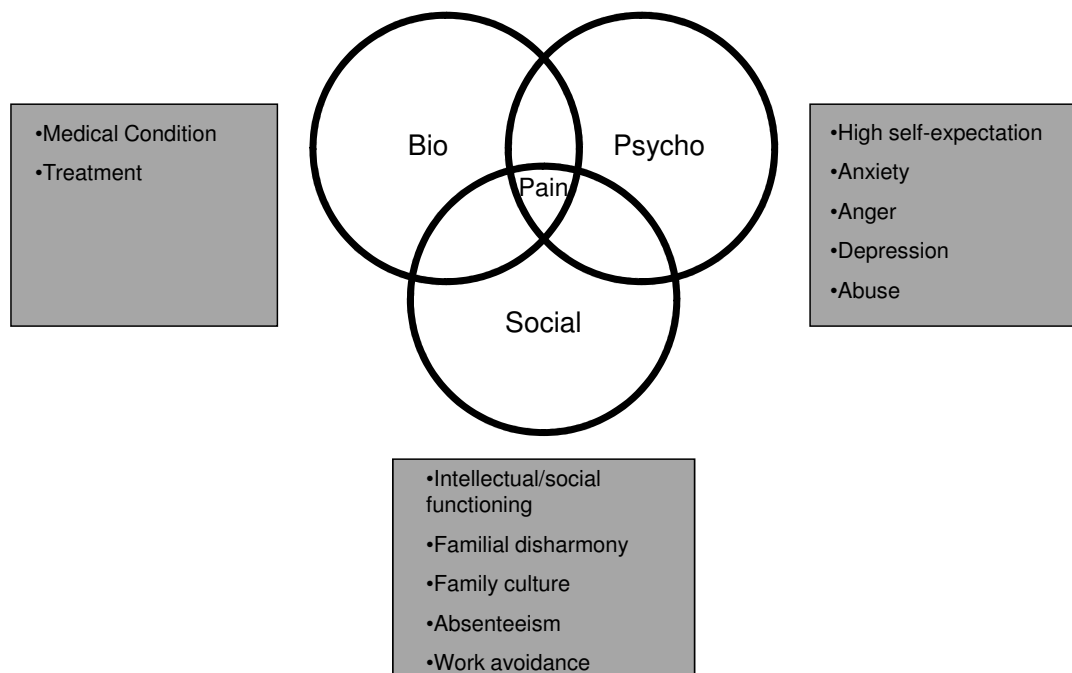 Bio
Psycho
Pain
Social
•Medical Condition
•Treatment
•High self-expectation
•Anxiety
•Anger
•Depression
•Abuse
•Intellectual/social
functioning
•Familial disharmony
•Family culture
•Absenteeism
•Work avoidance